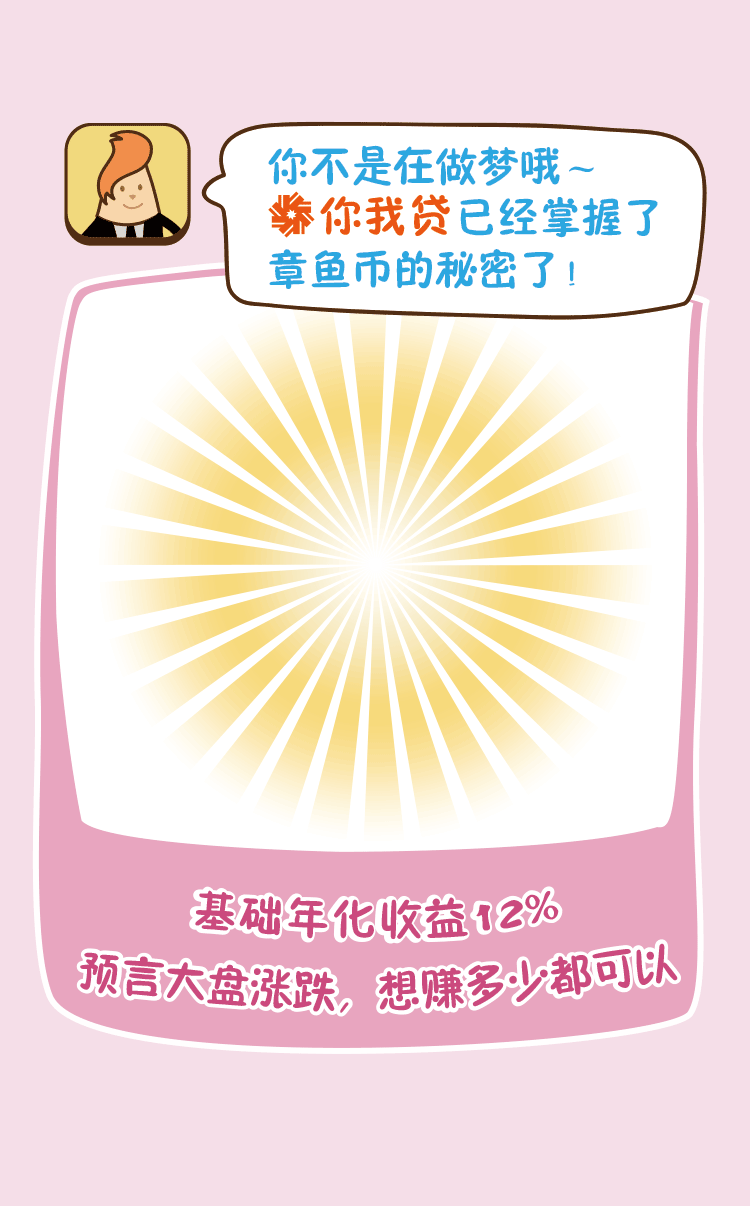 你不是在做梦哦~
你我贷已经掌握了
章鱼币的秘密了!
基础年化收益12%
预言大盘涨跌,想赚多少都可以